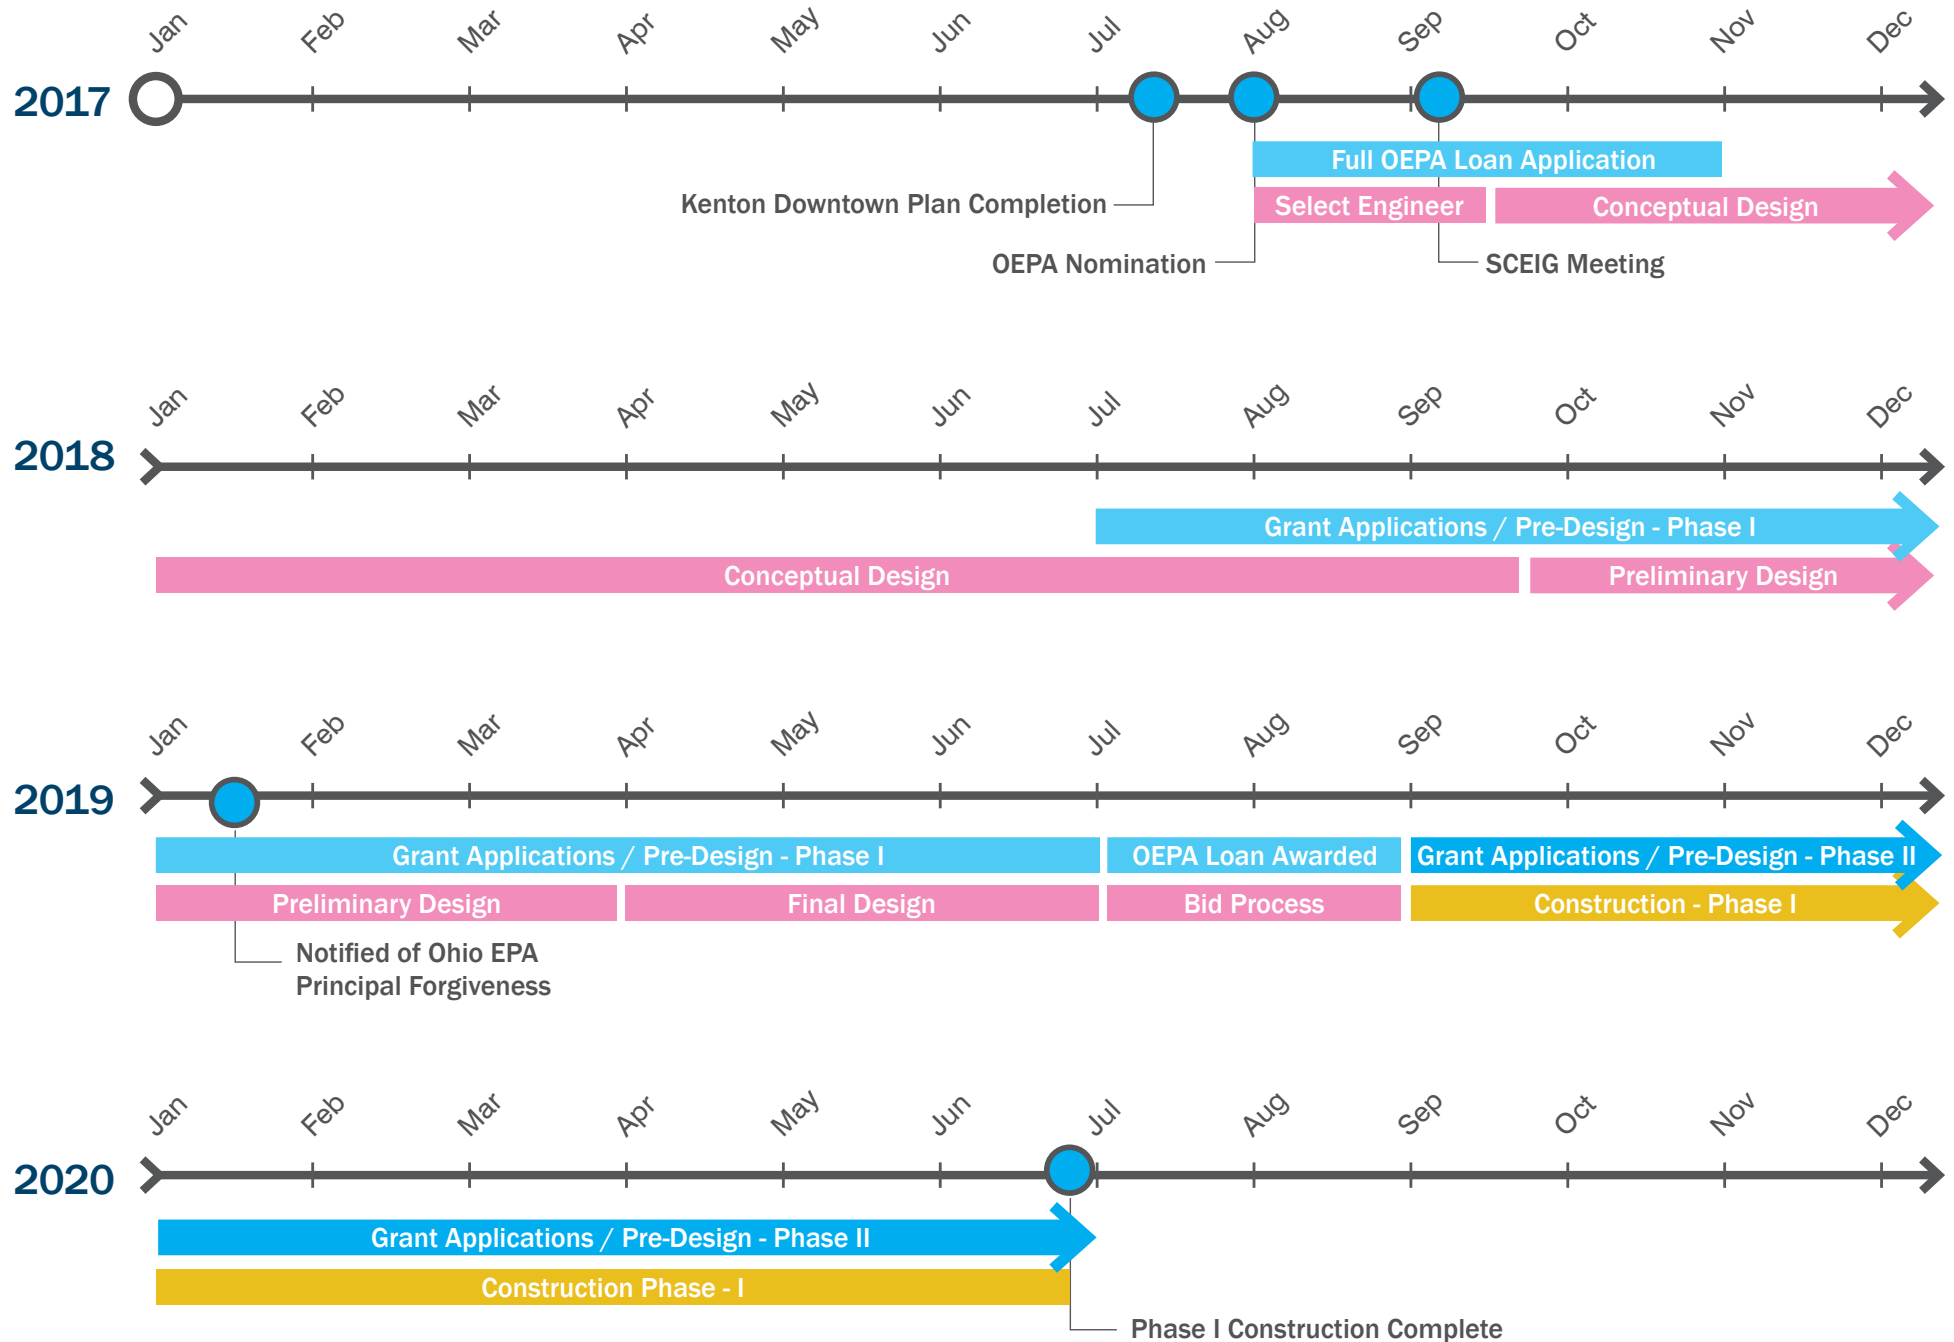 Jan Feb Mar Apr May Jun Jul Aug Sep Oct Nov Dec
2017
Full OEPA Loan Application
Kenton Downtown Plan Completion
Select Engineer
Conceptual Design
OEPA Nomination
SCEIG Meeting
Jan Feb Mar Apr May Jun Jul Aug Sep Oct Nov Dec
2018
Grant Applications / Pre-Design - Phase I
Conceptual Design
Preliminary Design
Jan Feb Mar Apr May Jun Jul Aug Sep Oct Nov Dec
2019
Grant Applications / Pre-Design - Phase I
OEPA Loan Awarded
Grant Applications / Pre-Design - Phase II
Preliminary Design
Final Design
Bid Process
Construction - Phase I
Notified of Ohio EPA
Principal Forgiveness
Jan Feb Mar Apr May Jun Jul Aug Sep Oct Nov Dec
2020
Grant Applications / Pre-Design - Phase II
Construction Phase - I
Phase I Construction Complete